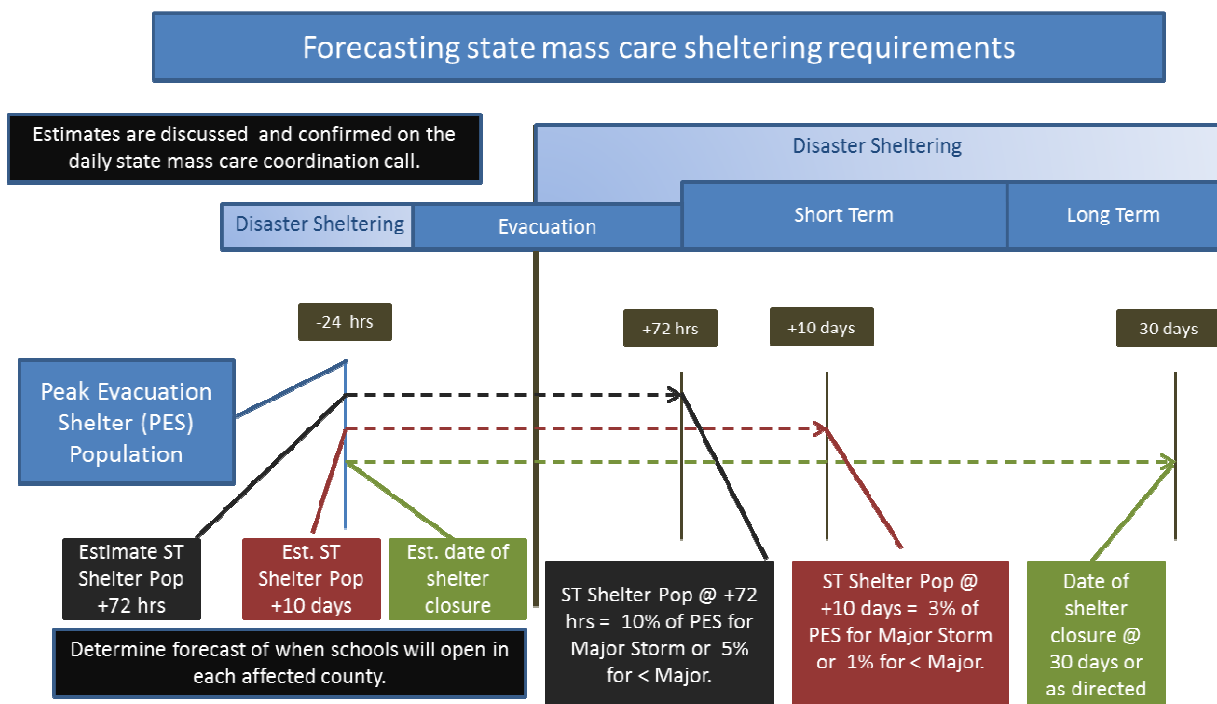 Forecasting state mass care sheltering requirements
Estimates are discussed  and confirmed on the
daily state mass care coordination call.
Disaster Sheltering
Disaster Sheltering
Evacuation
Short Term
Long Term
-24  hrs
+72 hrs
+10 days
30 days
Peak Evacuation
Shelter (PES)
Population
Estimate ST
Shelter Pop
+72 hrs
Est. ST
Shelter Pop
+10 days
Est. date of
shelter
closure
ST Shelter Pop @ +72
hrs =  10% of PES for
Major Storm or  5%
for < Major.
ST Shelter Pop @
+10 days =  3% of
PES for Major Storm
or  1% for < Major.
Date of
shelter
closure @
30 days or
as directed
Determine forecast of when schools will open in
each affected county.